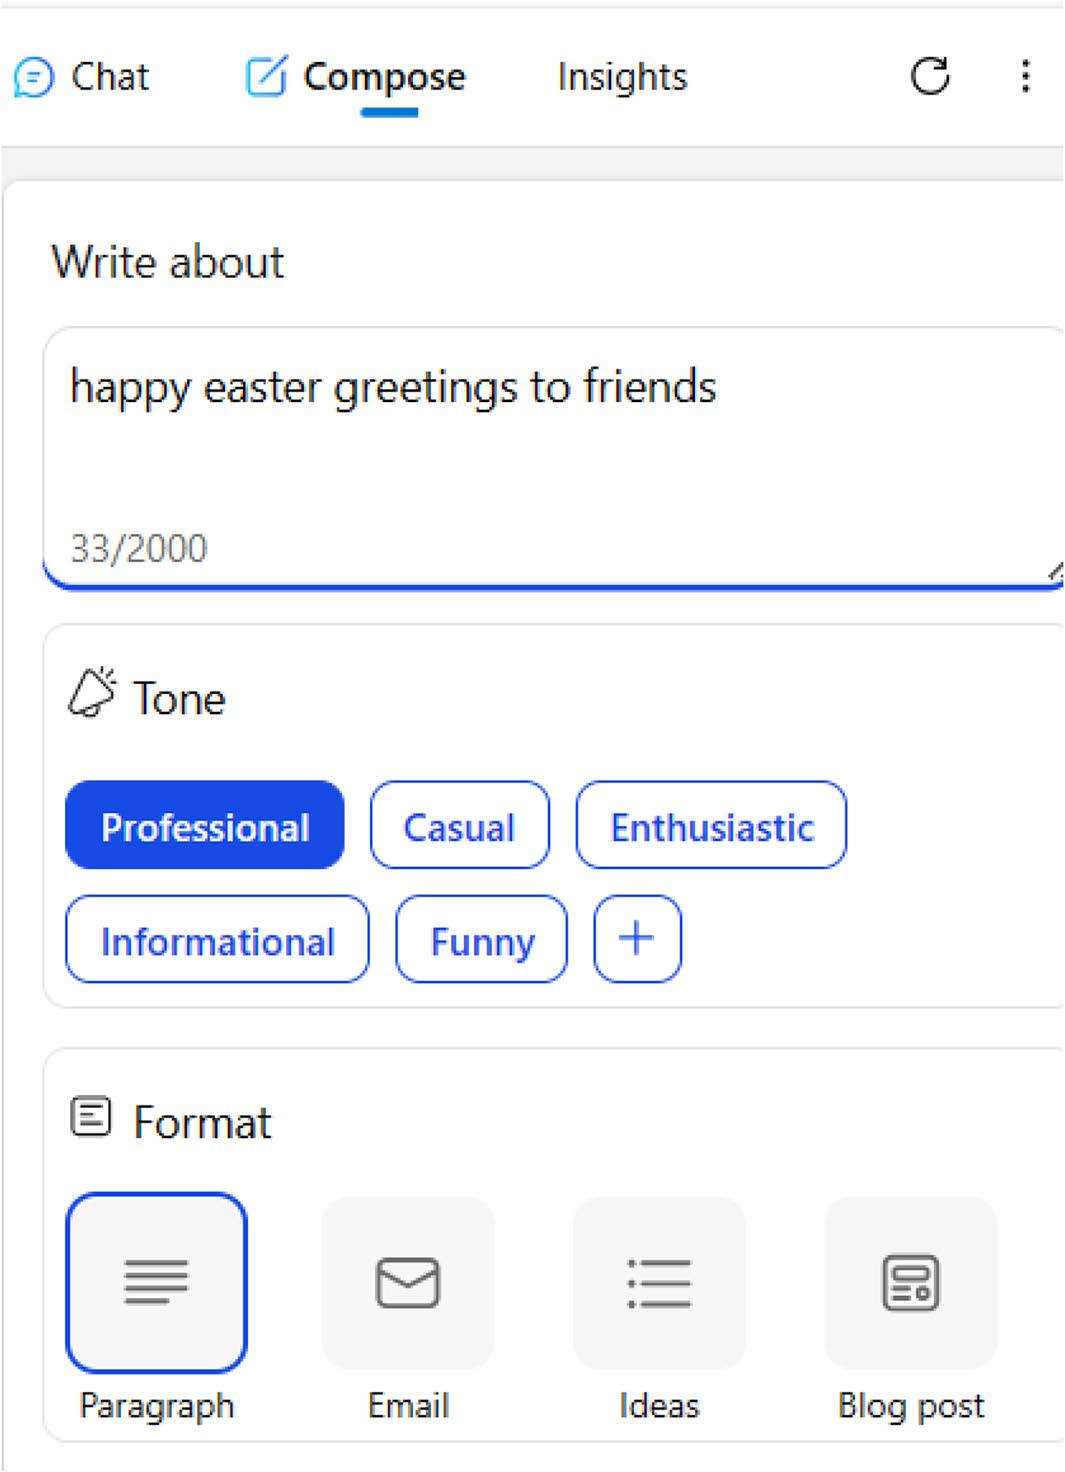 Chat Compose Insights
Write about
happy easter greetings to friends
33/2000
Tone
Professional Casual Enthusiastic
Informational Funny +
Format
Paragraph Email Ideas Blog post